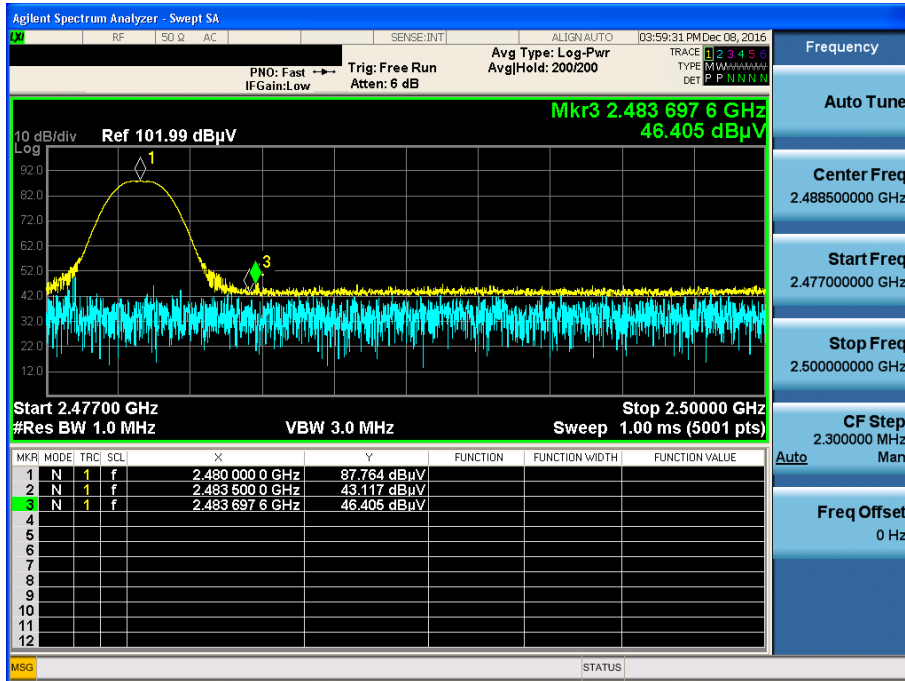 Agilent Spectrum Analyzer - Swept SA
LXI RF 50 Ω AC SENSE:INT ALIGN AUTO 03:59:31 PM Dec 08, 2016
PNO: Fast
IFGain:Low
Trig: Free Run
Atten: 6 dB
Avg Type: Log-Pwr
Avg|Hold: 200/200
TRACE 1 2 3 4 5 6
TYPE M W W W W W
DET P P N N N N
Mkr3 2.483 697 6 GHz
46.405 dBµV
10 dB/div Ref 101.99 dBµV
Log
92.0
82.0
72.0
62.0
52.0
42.0
32.0
22.0
12.0
1
3
Start 2.47700 GHz Stop 2.50000 GHz
#Res BW 1.0 MHz VBW 3.0 MHz Sweep 1.00 ms (5001 pts)
MKR MODE TRC SCL X Y FUNCTION FUNCTION WIDTH FUNCTION VALUE
1 N 1 f 2.480 000 0 GHz 87.764 dBµV
2 N 1 f 2.483 500 0 GHz 43.117 dBµV
3 N 1 f 2.483 697 6 GHz 46.405 dBµV
4
5
6
7
8
9
10
11
12
MSG STATUS
Frequency
Auto Tune
Center Freq
2.488500000 GHz
Start Freq
2.477000000 GHz
Stop Freq
2.500000000 GHz
CF Step
2.300000 MHz
Auto Man
Freq Offset
0 Hz